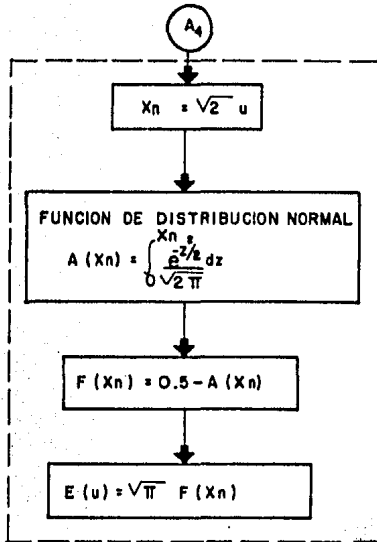 A₄
Xn = √2 u
FUNCION DE DISTRIBUCION NORMAL
A (Xn) = ∫₀^Xn e^(-z²/2) / √2π dz
F (Xn) = 0.5 - A (Xn)
E (u) = √π F (Xn)